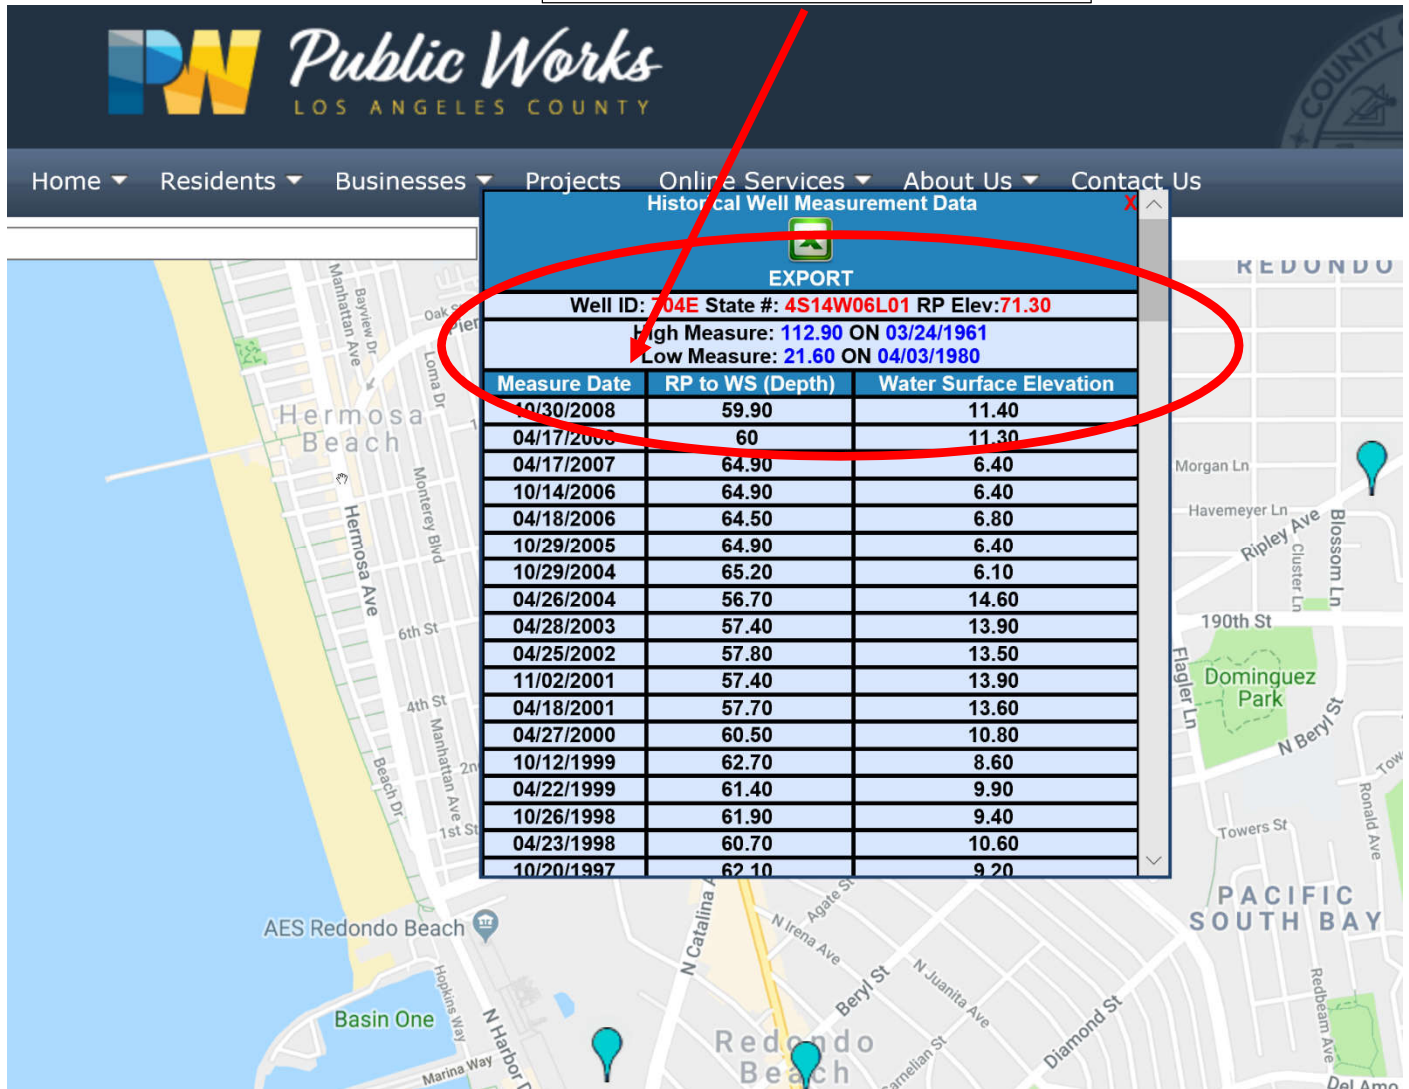 Public Works
LOS ANGELES COUNTY
COUNTY
Home Residents Businesses Projects Online Services About Us Contact Us
Historical Well Measurement Data X
EXPORT
Well ID: 704E State #: 4S14W06L01 RP Elev:71.30
High Measure: 112.90 ON 03/24/1961
Low Measure: 21.60 ON 04/03/1980
Measure Date RP to WS (Depth) Water Surface Elevation
10/30/2008 59.90 11.40
04/17/2008 60 11.30
04/17/2007 64.90 6.40
10/14/2006 64.90 6.40
04/18/2006 64.50 6.80
10/29/2005 64.90 6.40
10/29/2004 65.20 6.10
04/26/2004 56.70 14.60
04/28/2003 57.40 13.90
04/25/2002 57.80 13.50
11/02/2001 57.40 13.90
04/18/2001 57.70 13.60
04/27/2000 60.50 10.80
10/12/1999 62.70 8.60
04/22/1999 61.40 9.90
10/26/1998 61.90 9.40
04/23/1998 60.70 10.60
10/20/1997 62.10 9.20
REDONDO
Manhattan Ave
Bayview Dr
Loma Dr
Oak St
Pier
Hermosa
Beach
Monterey Blvd
Hermosa Ave
6th St
4th St
Manhattan Ave
Beach Dr
2n
1st St
Morgan Ln
Havemeyer Ln
Ripley Ave
Blossom Ln
Cluster Ln
190th St
Flagler Ln
Dominguez
Park
N Beryl St
Ronald Ave
Towers St
PACIFIC
SOUTH BAY
AES Redondo Beach
N Catalina A
N Irena Ave
Agate St
Beryl St
N Juanita Ave
Diamond St
Redbeam Ave
Hopkins Way
Basin One
N Harbor D
Marina Way
Redondo
Beach
Carnelian St
Del Amo